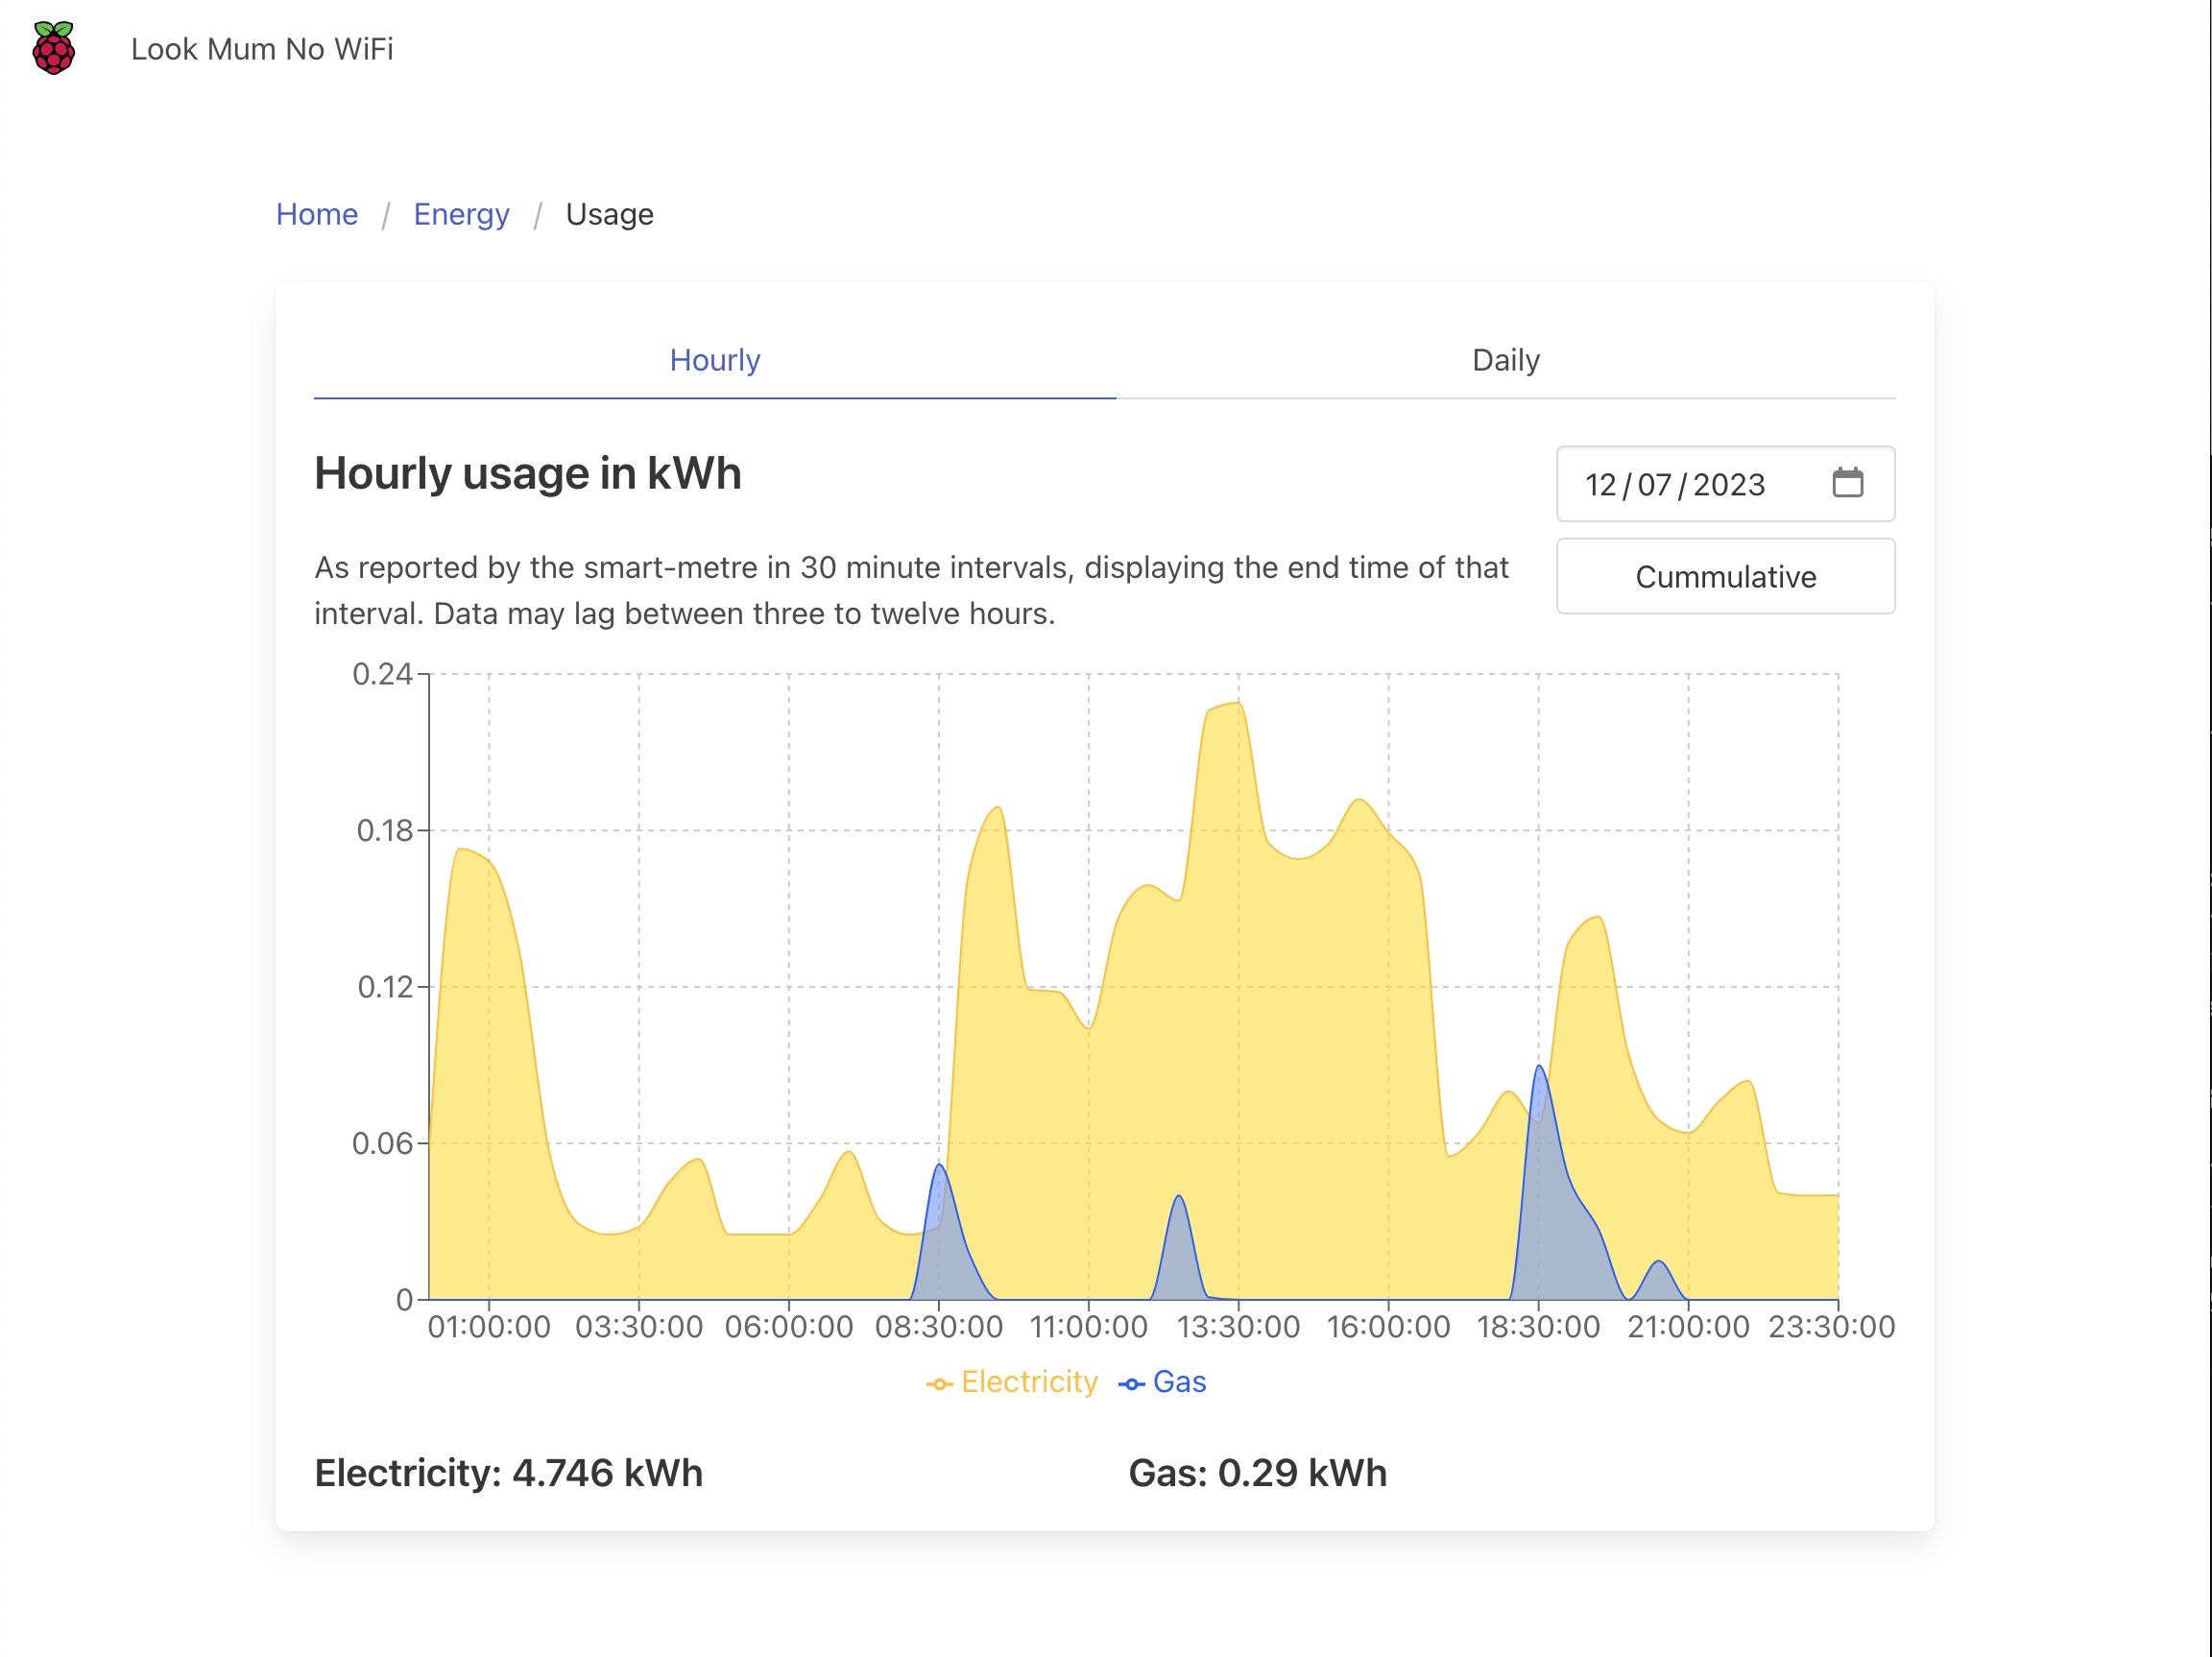 Look Mum No WiFi
Home / Energy / Usage
Hourly
Daily
Hourly usage in kWh
12/07/2023
As reported by the smart-metre in 30 minute intervals, displaying the end time of that
interval. Data may lag between three to twelve hours.
Cummulative
0.24
0.18
0.12
0.06
0
01:00:00 03:30:00 06:00:00 08:30:00 11:00:00 13:30:00 16:00:00 18:30:00 21:00:00 23:30:00
Electricity Gas
Electricity: 4.746 kWh
Gas: 0.29 kWh